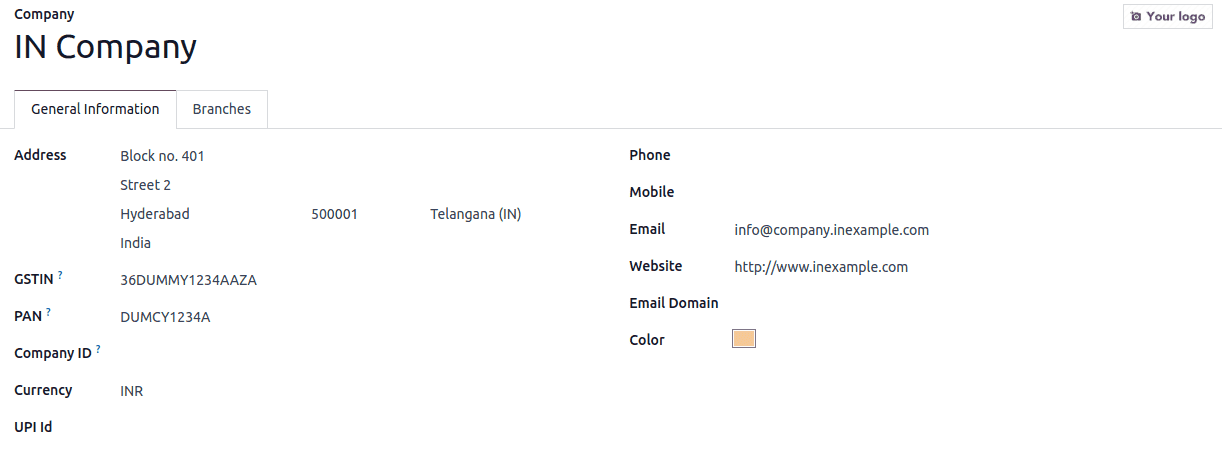 Company
Your logo
IN Company
General Information
Branches
Address
Block no. 401
Street 2
Hyderabad 500001 Telangana (IN)
India
GSTIN ?
36DUMMY1234AAZA
PAN ?
DUMCY1234A
Company ID ?
Currency
INR
UPI Id
Phone
Mobile
Email
info@company.inexample.com
Website
http://www.inexample.com
Email Domain
Color